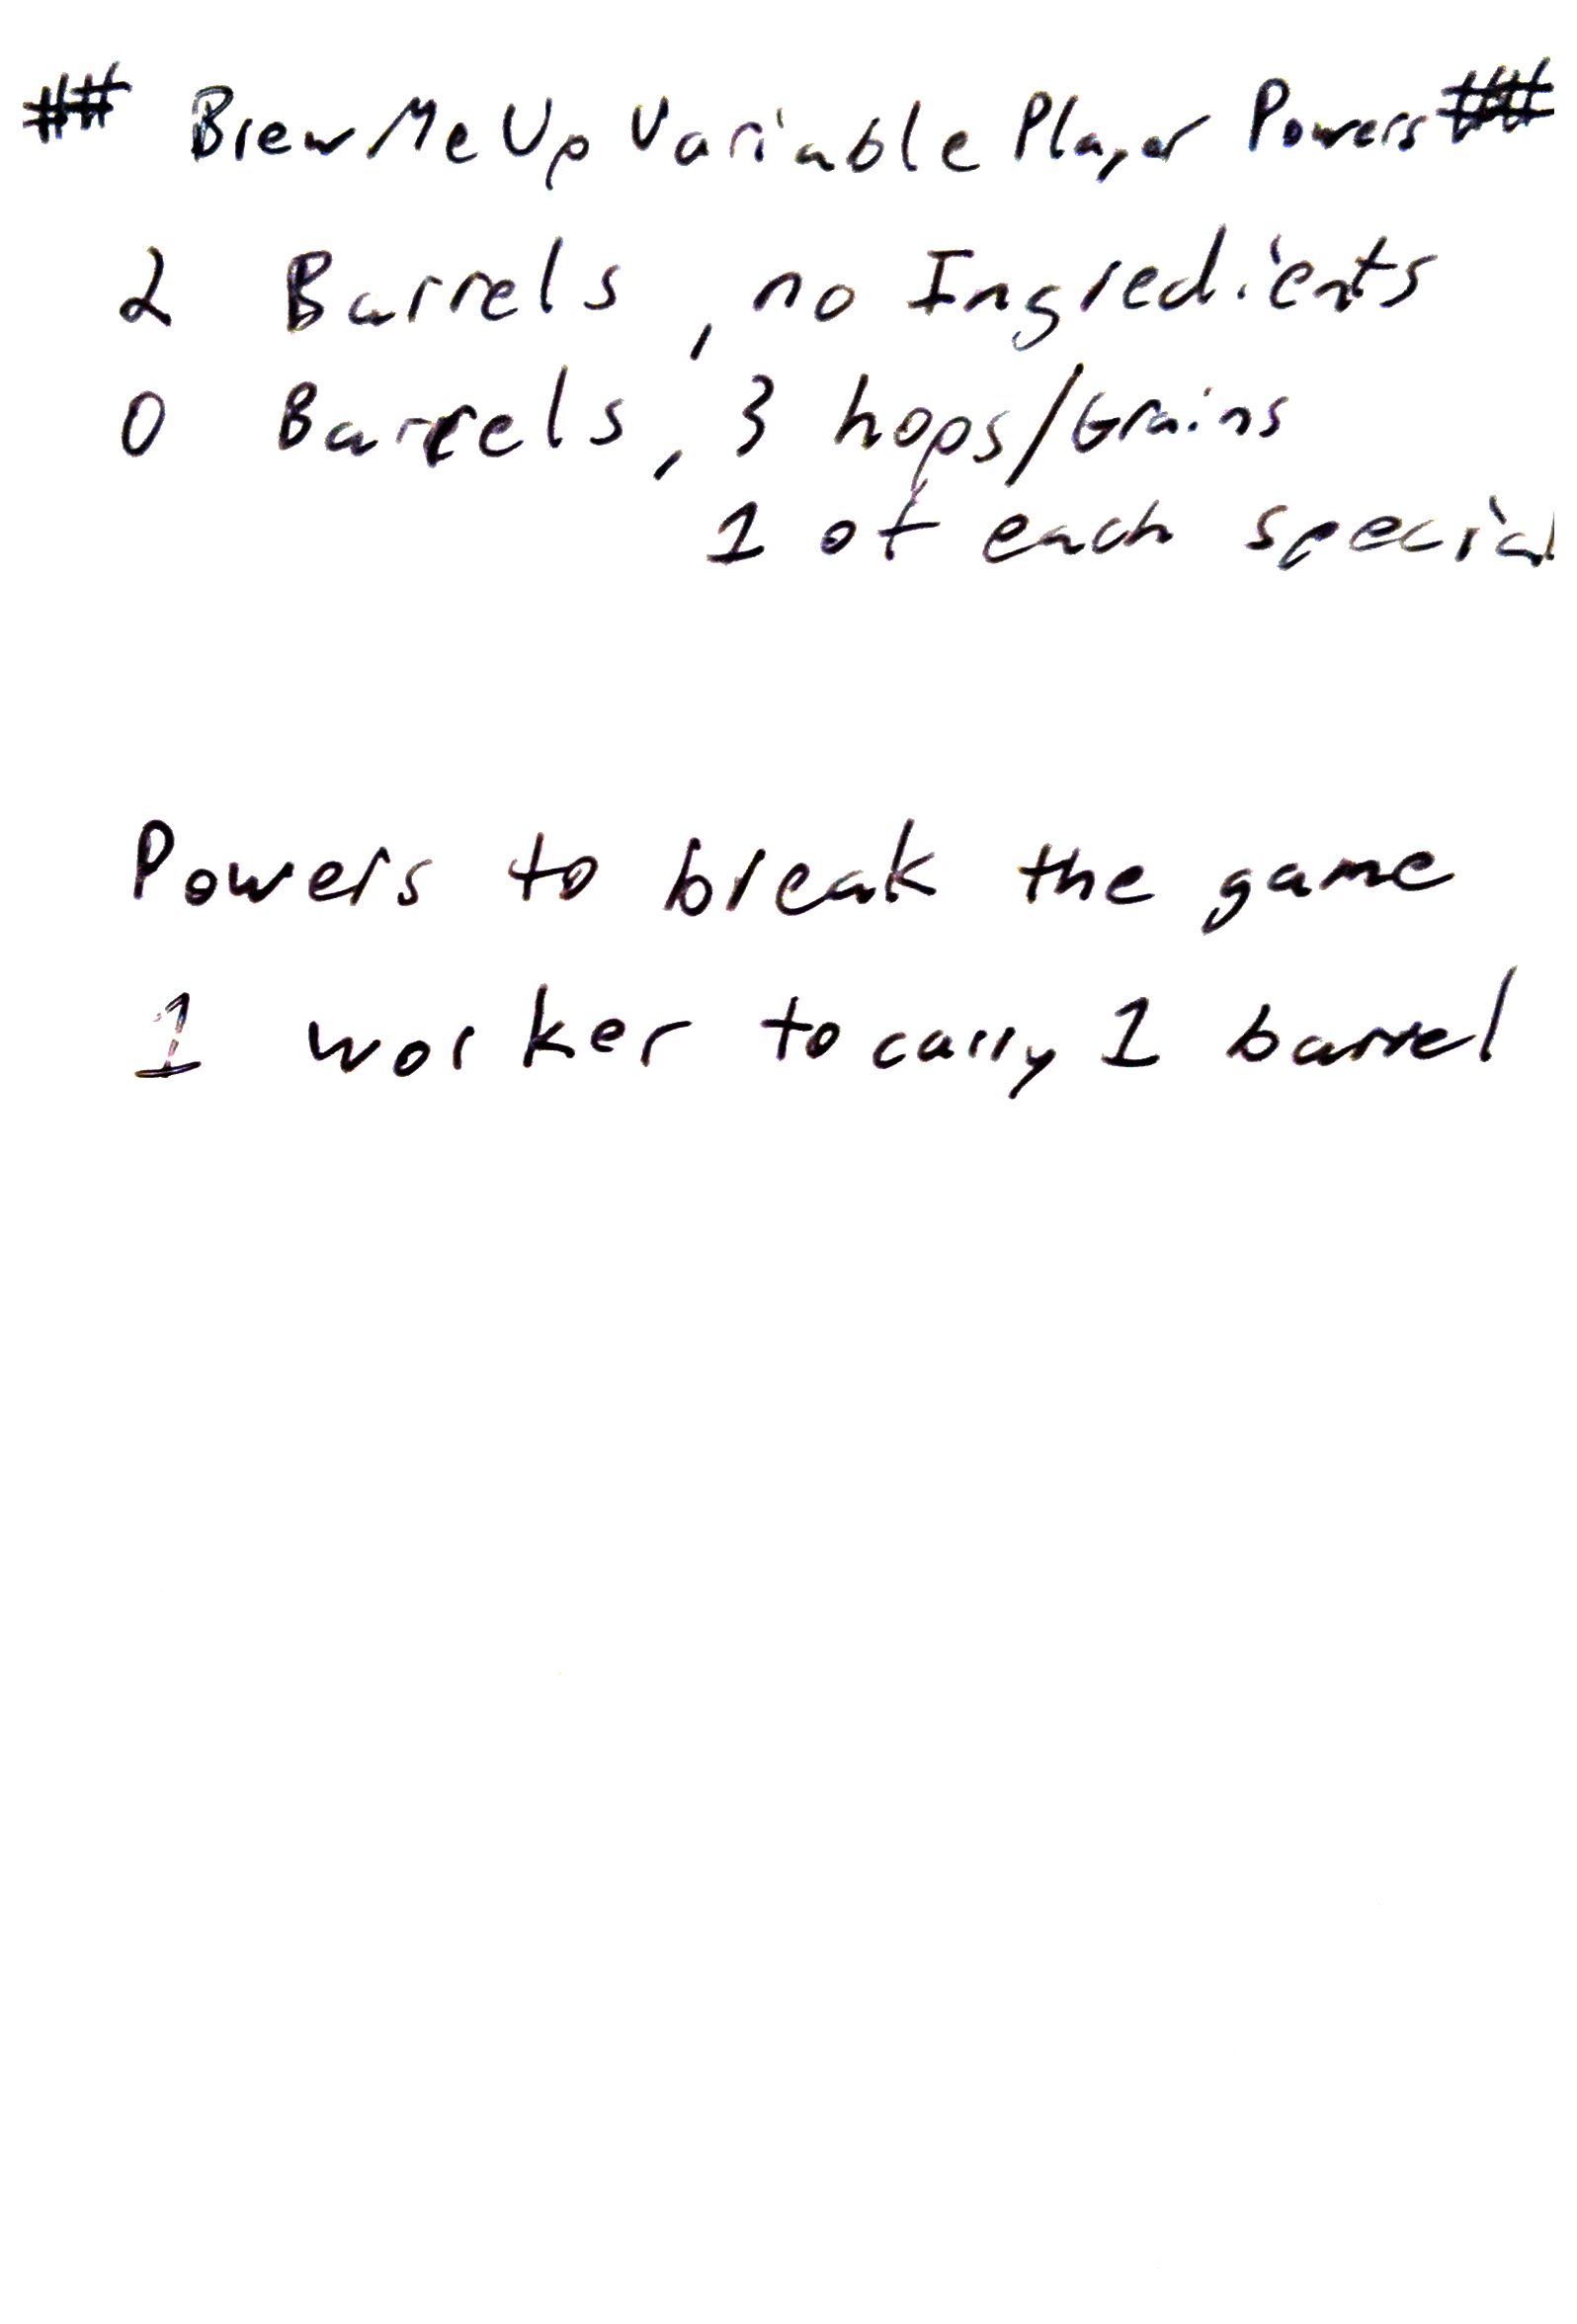 ## Brew Me Up Variable Player Powers ##
2 Barrels, no Ingredients
0 Barrels, 3 hops/Grains
1 of each special
Powers to break the game
1 worker to carry 1 barrel